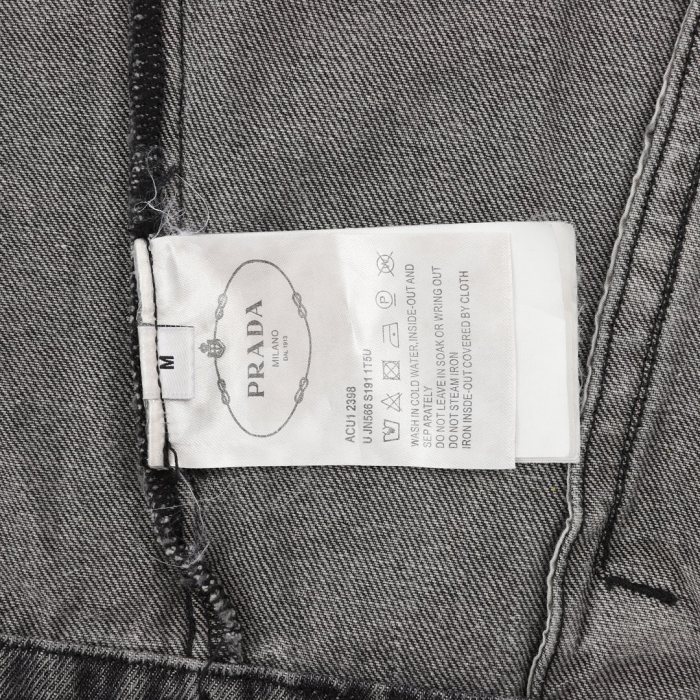 M
PRADA
MILANO
DAL 1913
ACU1 2398
U JN566 S191 1T5U
WASH IN COLD WATER,INSIDE-OUT AND
SEPARATELY
DO NOT LEAVE IN SOAK OR WRING OUT
DO NOT STEAM IRON
IRON INSDE-OUT COVERED BY CLOTH